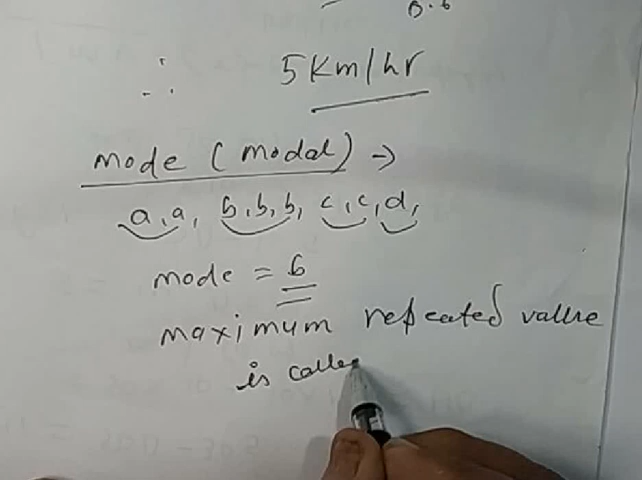 ∴ 5 Km/hr
mode (modal) →
a, a, b, b, b, c, c, d,
mode = b
maximum repeated value
is calle